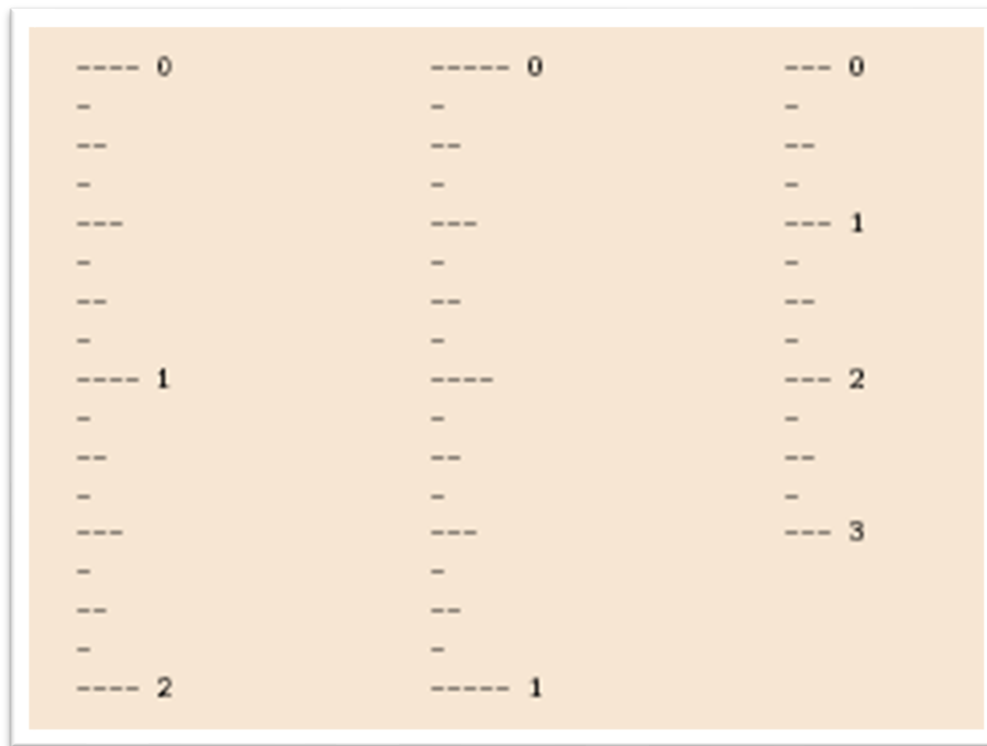 ---- 0 ----- 0 --- 0
- - -
-- -- --
- - -
--- --- --- 1
- - -
-- -- --
- - -
---- 1 ---- --- 2
- - -
-- -- --
- - -
--- --- --- 3
- -
-- --
- -
---- 2 ----- 1